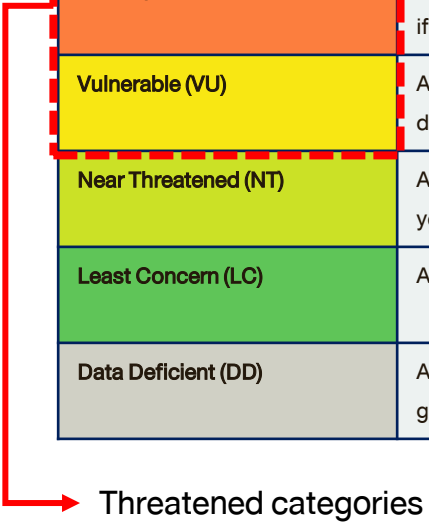 if
Vulnerable (VU)
A
d
Near Threatened (NT)
A
Least Concern (LC)
A
Data Deficient (DD)
A
g
Threatened categories